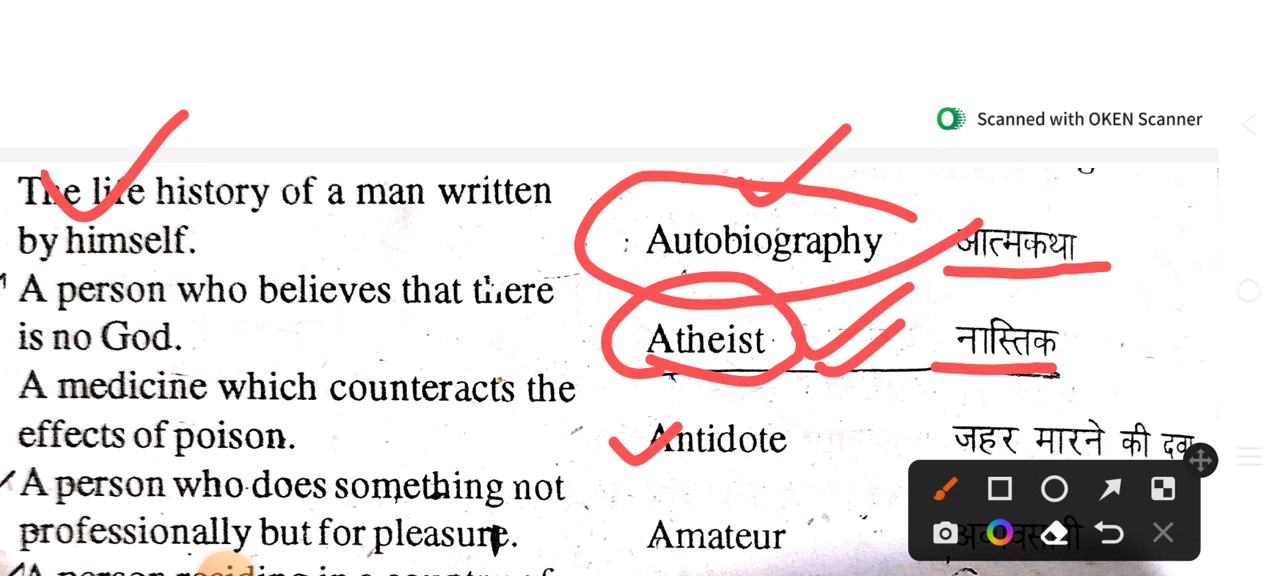 Scanned with OKEN Scanner
The life history of a man written
by himself. : Autobiography आत्मकथा
A person who believes that there
is no God. Atheist नास्तिक
A medicine which counteracts the
effects of poison. Antidote जहर मारने की दवा
A person who does something not
professionally but for pleasure. Amateur